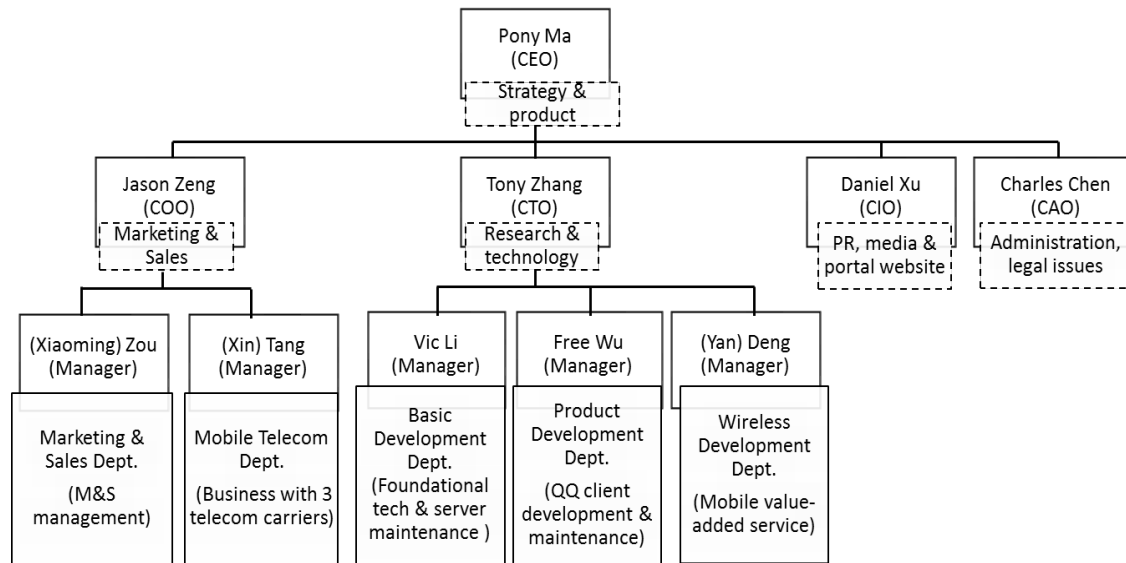 Pony Ma
(CEO)
Strategy &
product
Jason Zeng
(COO)
Marketing &
Sales
Tony Zhang
(CTO)
Research &
technology
Daniel Xu
(CIO)
PR, media &
portal website
Charles Chen
(CAO)
Administration,
legal issues
(Xiaoming) Zou
(Manager)
Marketing &
Sales Dept.
(M&S
management)
(Xin) Tang
(Manager)
Mobile Telecom
Dept.
(Business with 3
telecom carriers)
Vic Li
(Manager)
Basic
Development
Dept.
(Foundational
tech & server
maintenance )
Free Wu
(Manager)
Product
Development
Dept.
(QQ client
development &
maintenance)
(Yan) Deng
(Manager)
Wireless
Development
Dept.
(Mobile value-
added service)